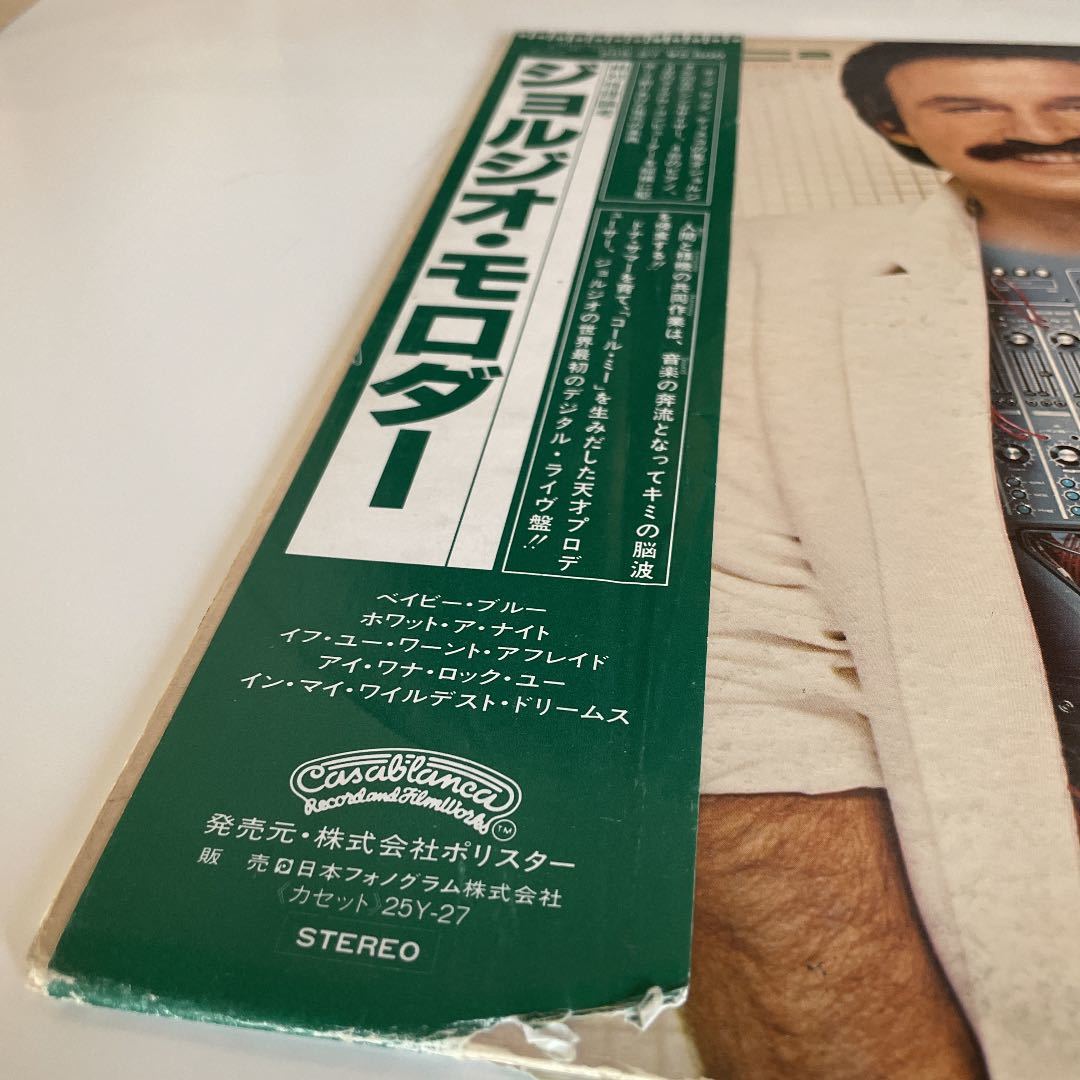 ジョルジオ・モロダー
人間と機械の共同作業は、音楽の奔流となってキミの脳波
を侵食する!!
ドナ・サマーを育て、「コール・ミー」を生みだした天才プロデ
ューサー、ジョルジオの世界最初のデジタル・ライヴ盤!!
ベイビー・ブルー
ホワット・ア・ナイト
イフ・ユー・ワーント・アフレイド
アイ・ワナ・ロック・ユー
イン・マイ・ワイルデスト・ドリームス
Casablanca
Record and FilmWorks
TM
発売元・株式会社ポリスター
販 売 日本フォノグラム株式会社
《カセット》25Y-27
STEREO